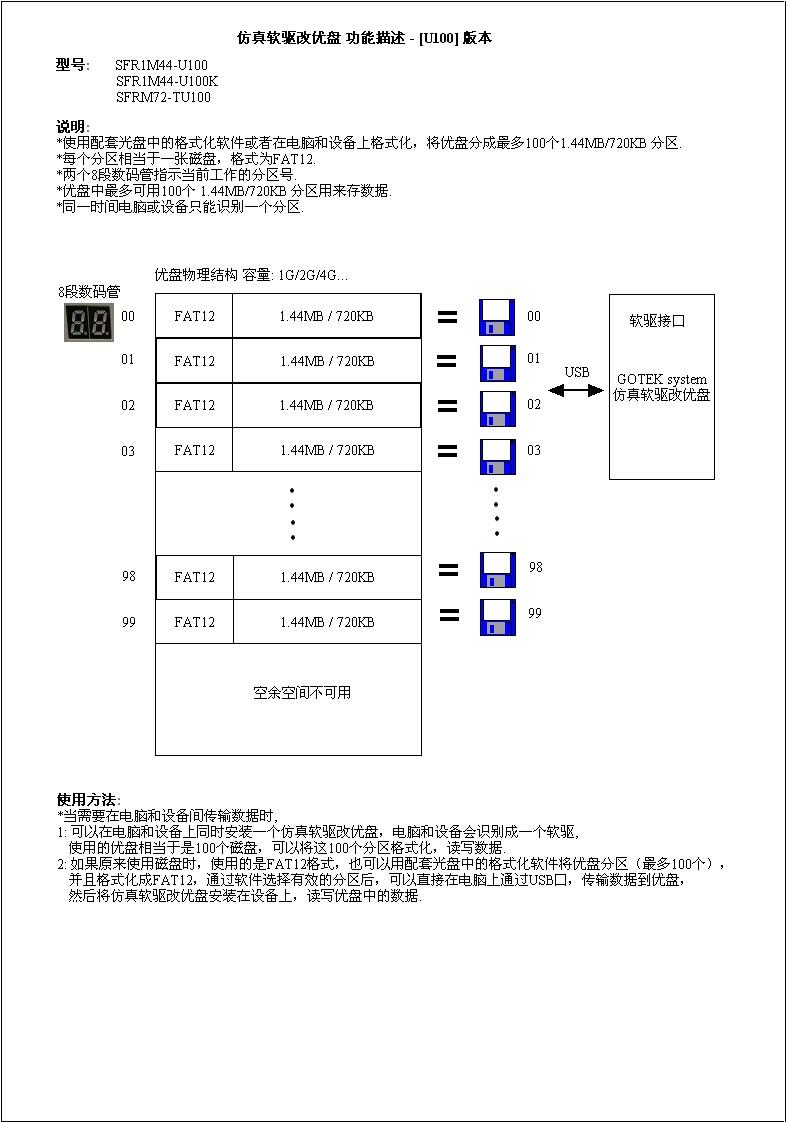 仿真软驱改优盘 功能描述 - [U100] 版本
型号: SFR1M44-U100
SFR1M44-U100K
SFRM72-TU100
说明:
*使用配套光盘中的格式化软件或者在电脑和设备上格式化，将优盘分成最多100个1.44MB/720KB 分区.
*每个分区相当于一张磁盘，格式为FAT12.
*两个8段数码管指示当前工作的分区号.
*优盘中最多可用100个 1.44MB/720KB 分区用来存数据.
*同一时间电脑或设备只能识别一个分区.
优盘物理结构 容量: 1G/2G/4G...
8段数码管
88
00 FAT12 1.44MB / 720KB = 00
01 FAT12 1.44MB / 720KB = 01
02 FAT12 1.44MB / 720KB = 02
03 FAT12 1.44MB / 720KB = 03
98 FAT12 1.44MB / 720KB = 98
99 FAT12 1.44MB / 720KB = 99
空余空间不可用
USB
软驱接口
GOTEK system
仿真软驱改优盘
使用方法:
*当需要在电脑和设备间传输数据时,
1: 可以在电脑和设备上同时安装一个仿真软驱改优盘，电脑和设备会识别成一个软驱,
使用的优盘相当于是100个磁盘，可以将这100个分区格式化，读写数据.
2: 如果原来使用磁盘时，使用的是FAT12格式，也可以用配套光盘中的格式化软件将优盘分区（最多100个），
并且格式化成FAT12，通过软件选择有效的分区后，可以直接在电脑上通过USB口，传输数据到优盘，
然后将仿真软驱改优盘安装在设备上，读写优盘中的数据.